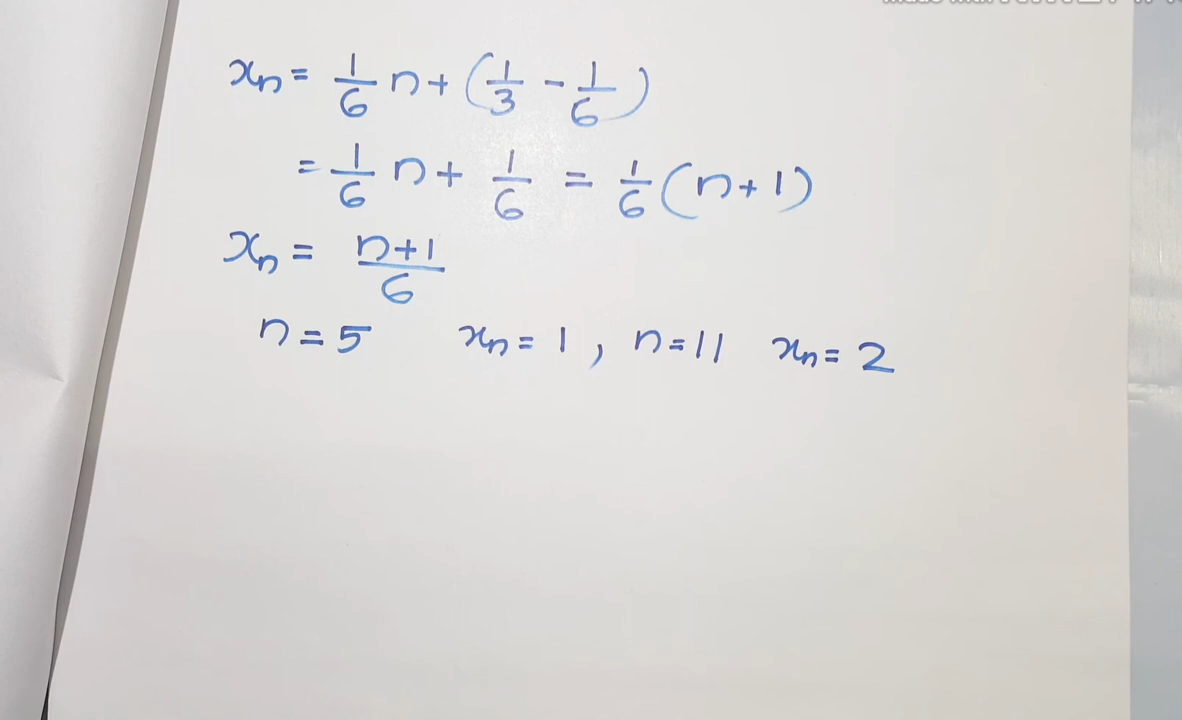 xn = 1/6 n + (1/3 - 1/6)
= 1/6 n + 1/6 = 1/6 (n+1)
xn = n+1/6
n = 5 xn = 1 , n = 11 xn = 2